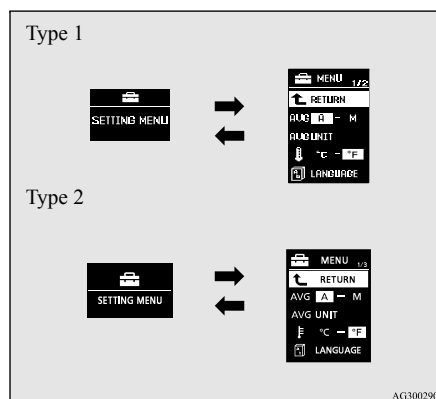 Type 1
SETTING MENU
MENU 1/2
RETURN
AVG A - M
AVG UNIT
°C - °F
LANGUAGE
Type 2
SETTING MENU
MENU 1/3
RETURN
AVG A - M
AVG UNIT
°C - °F
LANGUAGE
AG300290